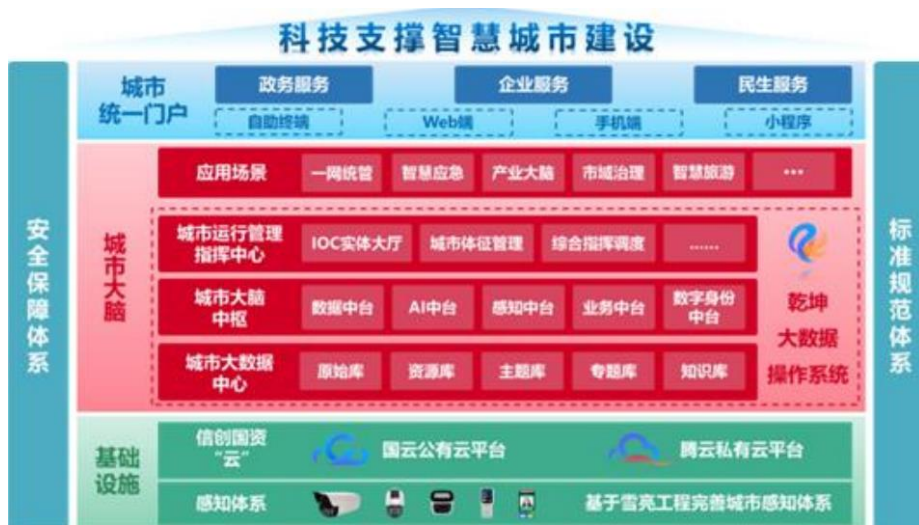 科技支撑智慧城市建设
城市
统一门户
政务服务 企业服务 民生服务
自助终端 Web端 手机端 小程序
安全保障体系
城市大脑
应用场景 一网统管 智慧应急 产业大脑 市域治理 智慧旅游 ...
城市运行管理
指挥中心
IOC实体大厅 城市体征管理 综合指挥调度 ......
城市大脑
中枢
数据中台 AI中台 感知中台 业务中台 数字身份
中台
城市大数据
中心
原始库 资源库 主题库 专题库 知识库
乾坤
大数据
操作系统
标准规范体系
基础
设施
信创国资
“云”
国云公有云平台 腾云私有云平台
感知体系 基于雪亮工程完善城市感知体系